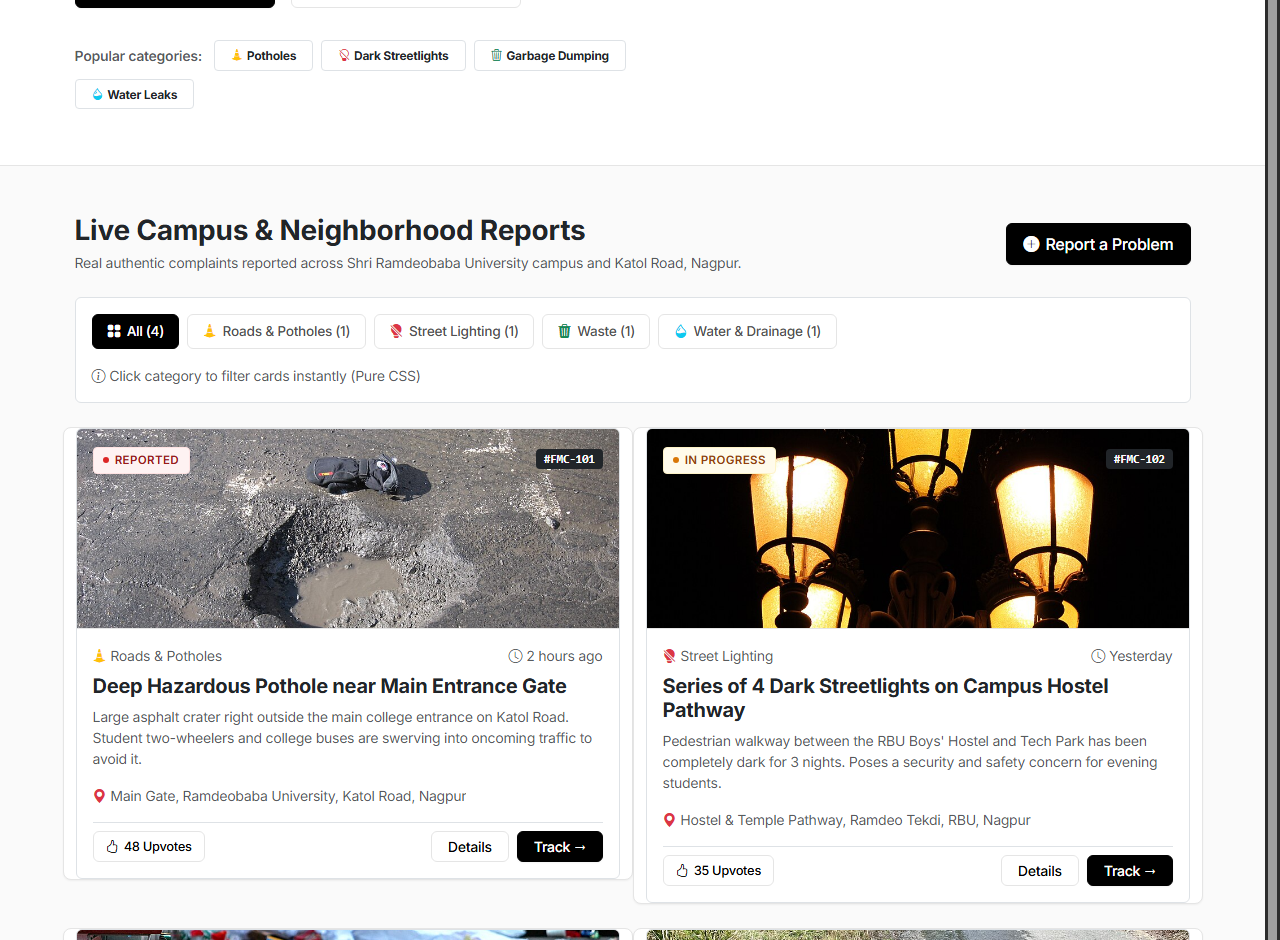 Popular categories: Potholes Dark Streetlights Garbage Dumping
Water Leaks
Live Campus & Neighborhood Reports
Report a Problem
Real authentic complaints reported across Shri Ramdeobaba University campus and Katol Road, Nagpur.
All (4) Roads & Potholes (1) Street Lighting (1) Waste (1) Water & Drainage (1)
Click category to filter cards instantly (Pure CSS)
REPORTED #FMC-101
Roads & Potholes 2 hours ago
Deep Hazardous Pothole near Main Entrance Gate
Large asphalt crater right outside the main college entrance on Katol Road.
Student two-wheelers and college buses are swerving into oncoming traffic to
avoid it.
Main Gate, Ramdeobaba University, Katol Road, Nagpur
48 Upvotes Details Track →
IN PROGRESS #FMC-102
Street Lighting Yesterday
Series of 4 Dark Streetlights on Campus Hostel
Pathway
Pedestrian walkway between the RBU Boys' Hostel and Tech Park has been
completely dark for 3 nights. Poses a security and safety concern for evening
students.
Hostel & Temple Pathway, Ramdeo Tekdi, RBU, Nagpur
35 Upvotes Details Track →